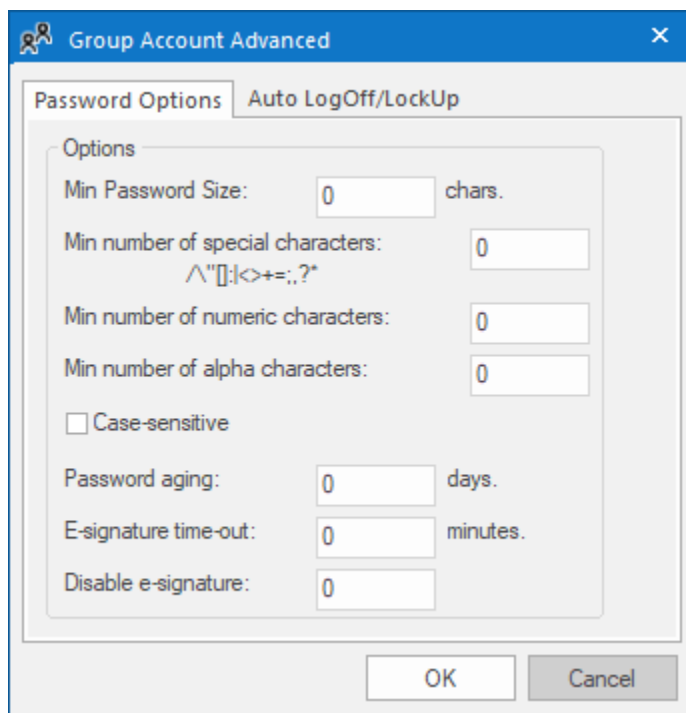 Group Account Advanced
Password Options Auto LogOff/LockUp
Options
Min Password Size: 0 chars.
Min number of special characters: 0
/\"[]:|<>+=;,.?*
Min number of numeric characters: 0
Min number of alpha characters: 0
Case-sensitive
Password aging: 0 days.
E-signature time-out: 0 minutes.
Disable e-signature: 0
OK Cancel